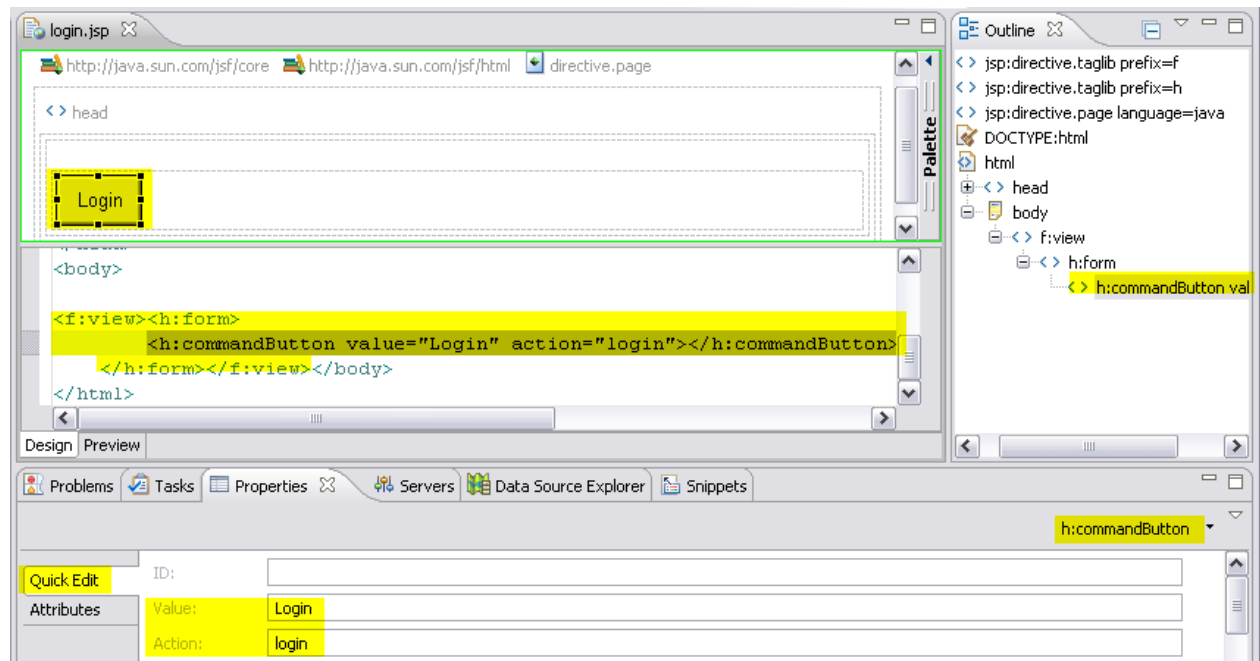 login.jsp
http://java.sun.com/jsf/core http://java.sun.com/jsf/html directive.page
head
Login
Palette
<body>
<f:view><h:form>
<h:commandButton value="Login" action="login"></h:commandButton>
</h:form></f:view></body>
</html>
Design Preview
Outline
jsp:directive.taglib prefix=f
jsp:directive.taglib prefix=h
jsp:directive.page language=java
DOCTYPE:html
html
head
body
f:view
h:form
h:commandButton val
Problems Tasks Properties Servers Data Source Explorer Snippets
h:commandButton
Quick Edit
Attributes
ID:
Value: Login
Action: login